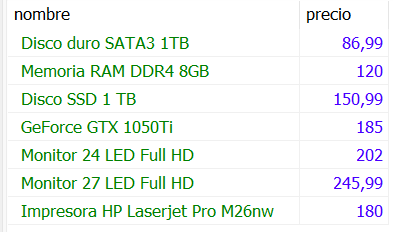 nombre precio
Disco duro SATA3 1TB 86,99
Memoria RAM DDR4 8GB 120
Disco SSD 1 TB 150,99
GeForce GTX 1050Ti 185
Monitor 24 LED Full HD 202
Monitor 27 LED Full HD 245,99
Impresora HP Laserjet Pro M26nw 180